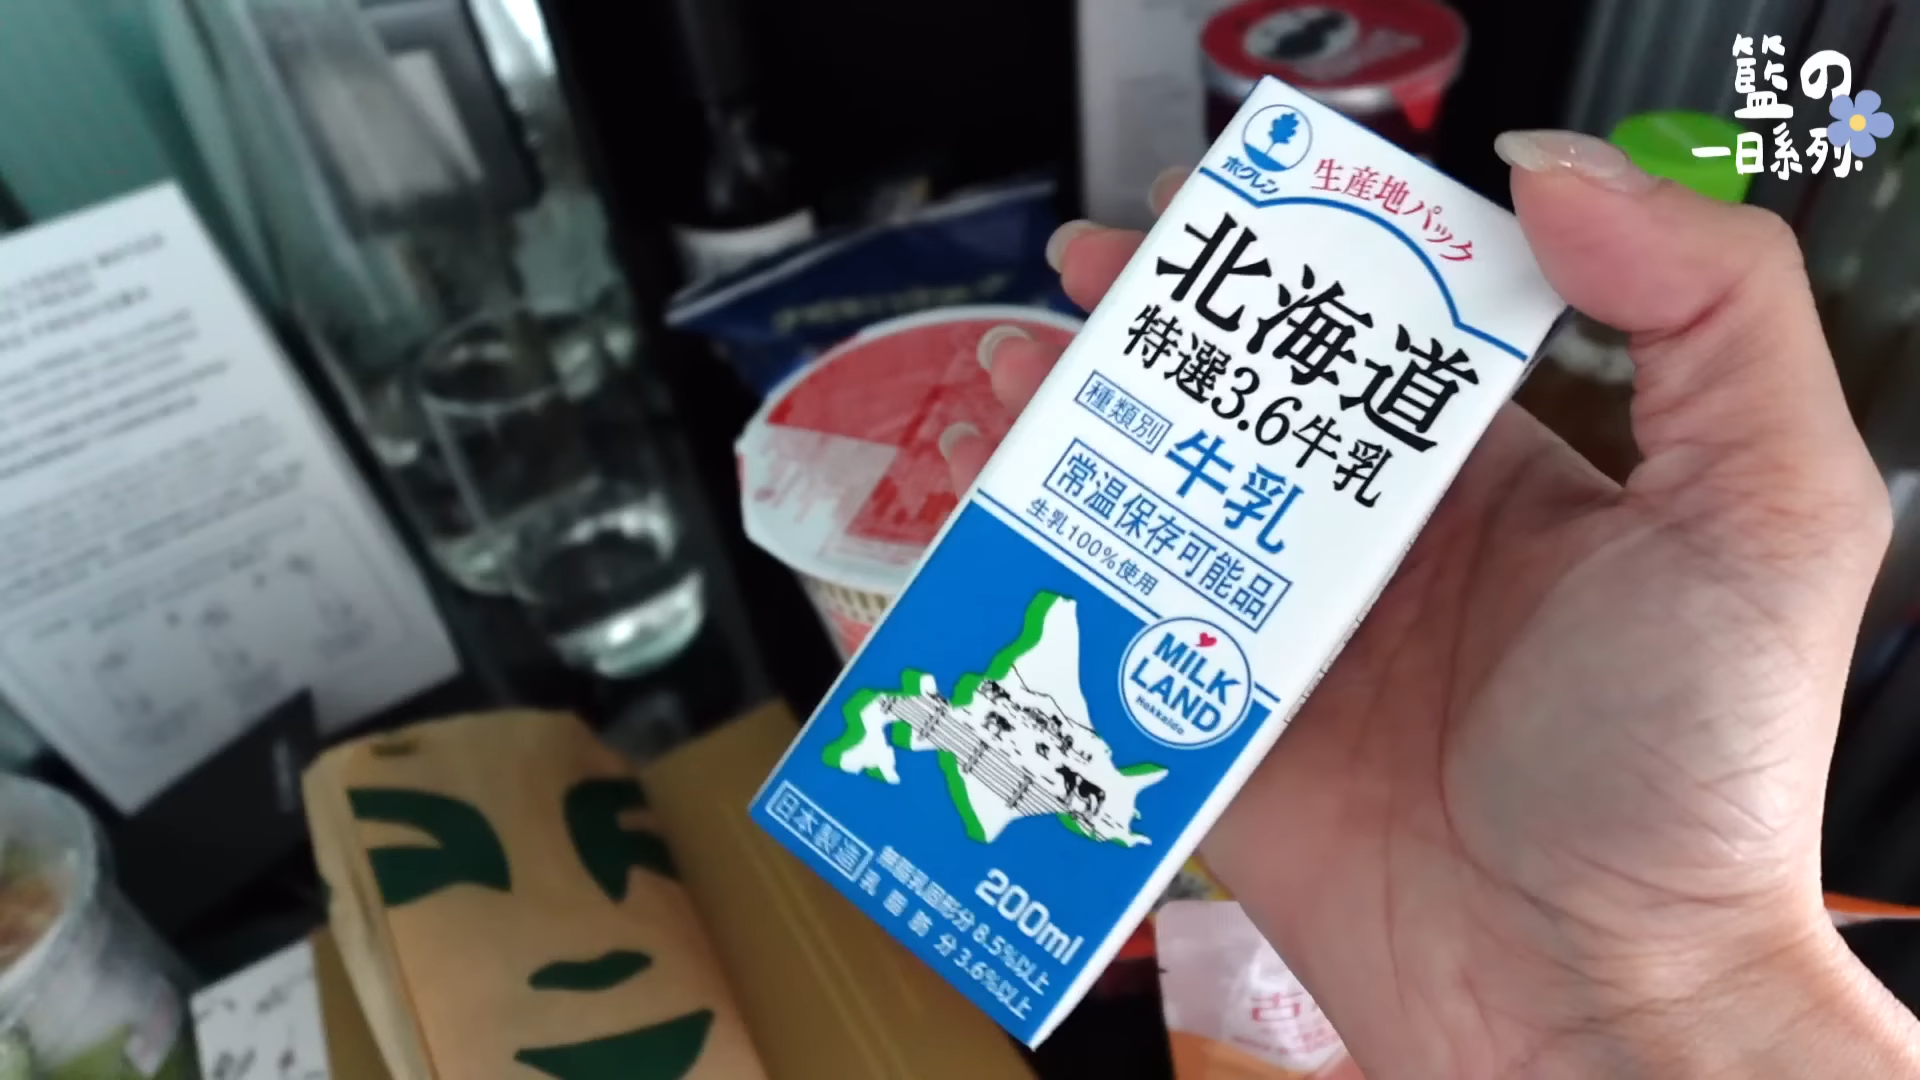 籃の
一日系列
ホクレン
生産地パック
北海道
特選3.6牛乳
種類別
牛乳
常温保存可能品
生乳100%使用
MILK
LAND
Hokkaido
日本製造
200ml
無脂乳固形分 8.5%以上
乳脂肪分 3.6%以上